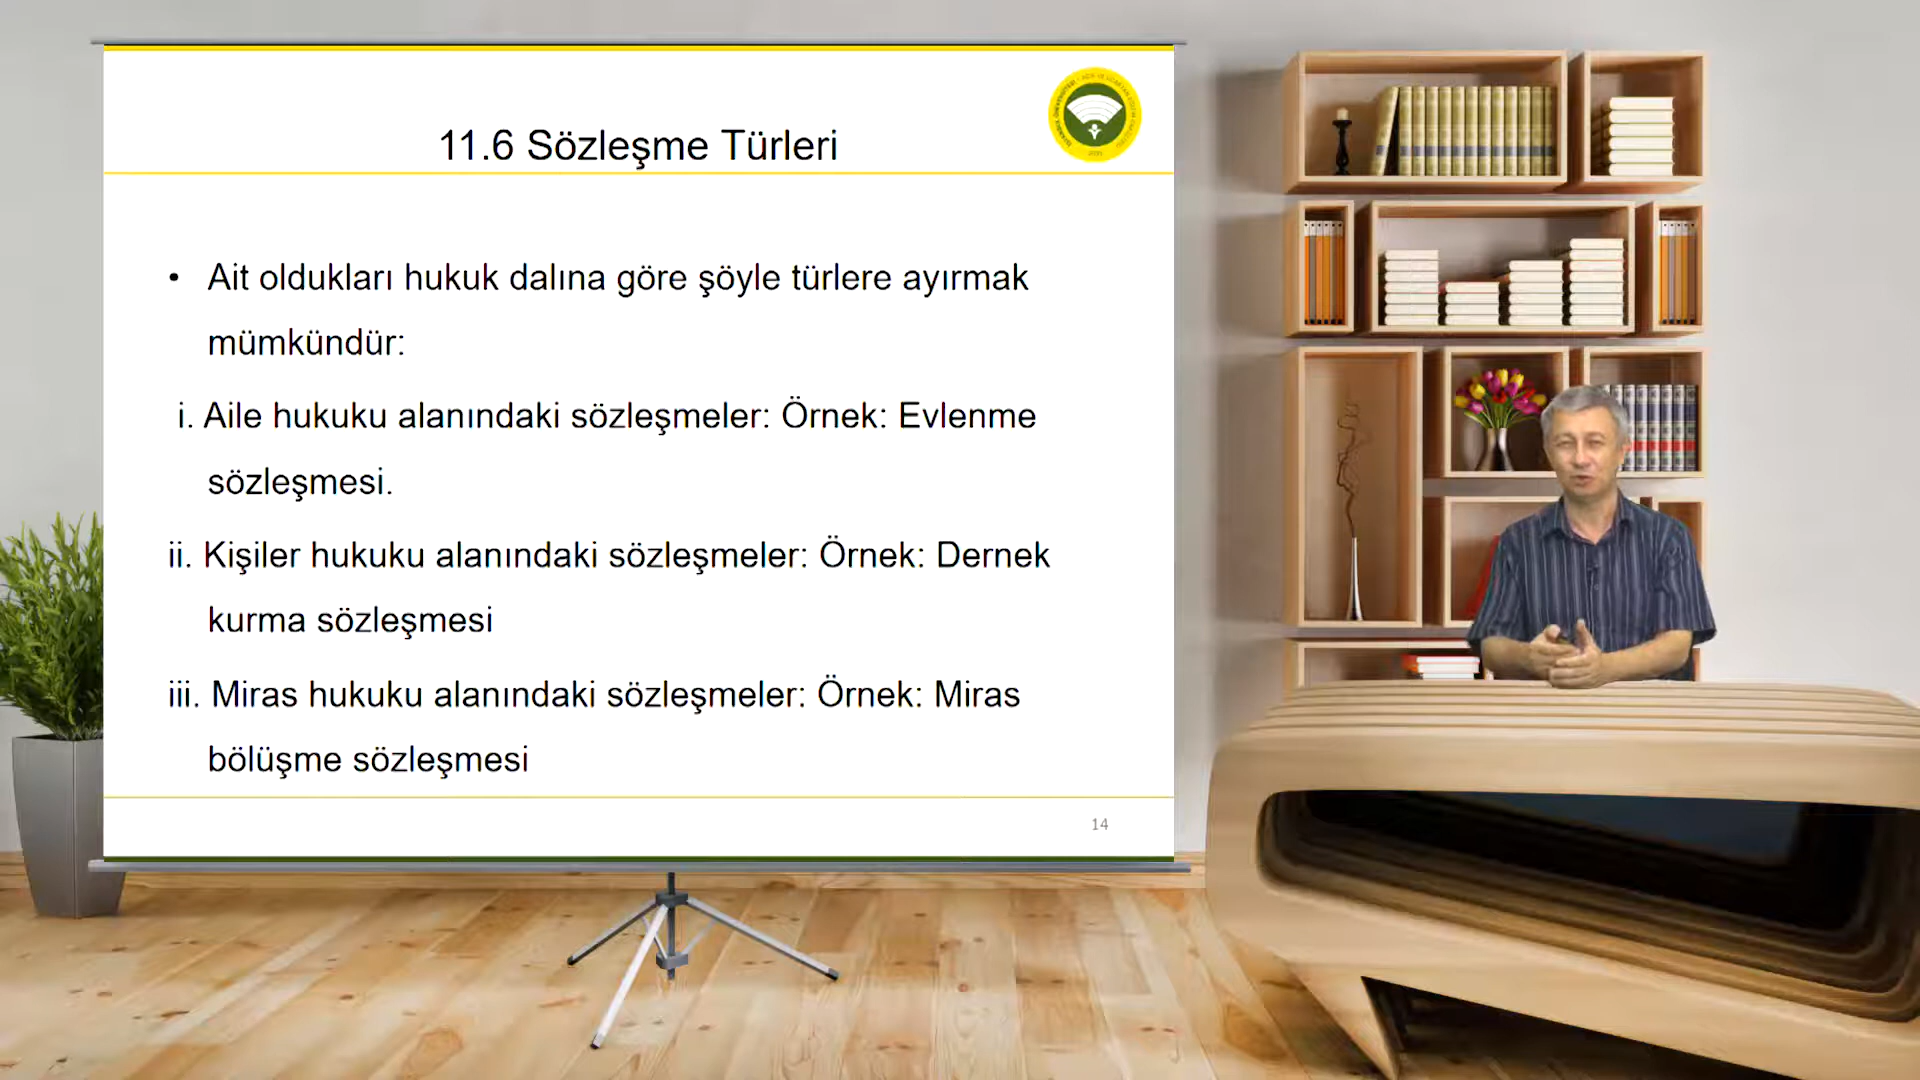 11.6 Sözleşme Türleri
• Ait oldukları hukuk dalına göre şöyle türlere ayırmak
mümkündür:
i. Aile hukuku alanındaki sözleşmeler: Örnek: Evlenme
sözleşmesi.
ii. Kişiler hukuku alanındaki sözleşmeler: Örnek: Dernek
kurma sözleşmesi
iii. Miras hukuku alanındaki sözleşmeler: Örnek: Miras
bölüşme sözleşmesi
14